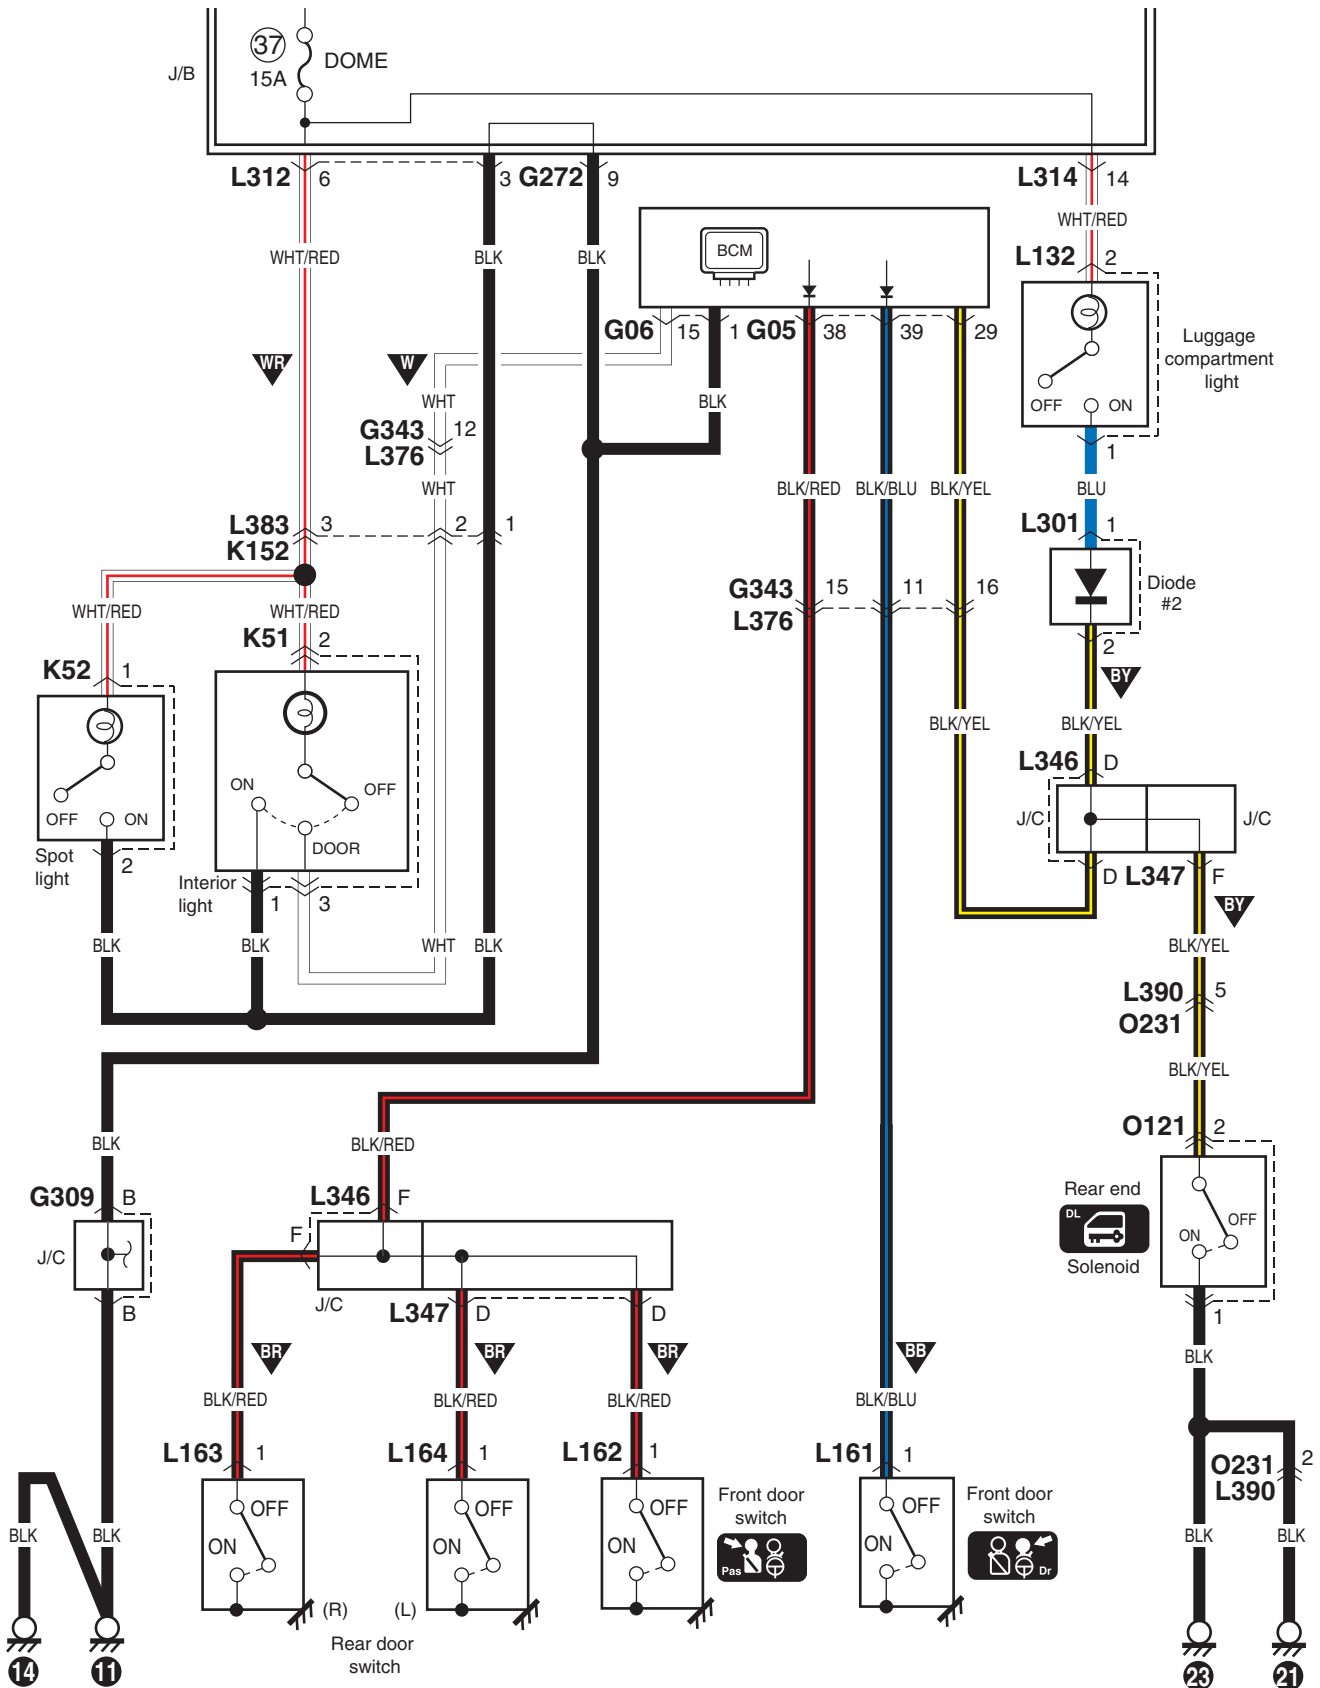 37
DOME
J/B
15A
L312 6 3 G272 9 L314 14
WHT/RED
WHT/RED BLK BLK BCM L132 2
G06 15 1 G05 38 39 29
Luggage
compartment
light
WR W
WHT BLK OFF ON
G343 12
L376 1
WHT BLK/RED BLK/BLU BLK/YEL BLU
L383 3 2 1 L301 1
K152
WHT/RED WHT/RED G343 15 11 16 Diode
#2
L376
K51 2 2
K52 1 BY
BLK/YEL BLK/YEL
L346 D
ON OFF
OFF ON J/C J/C
DOOR
Spot
light
2 Interior
light
1 3 D L347 F
BY
BLK BLK WHT BLK BLK/YEL
L390 5
O231
BLK/YEL
O121 2
BLK BLK/RED
G309 B L346 F Rear end
DL
Solenoid
OFF
ON
J/C F
J/C
B L347 D D 1
BR BR BR BB BLK
BLK/RED BLK/RED BLK/RED BLK/BLU
L163 1 L164 1 L162 1 L161 1 O231 2
L390
OFF OFF OFF OFF
Front door
switch
Front door
switch
ON ON ON ON
BLK BLK BLK BLK
Pas Dr
(R) (L)
Rear door
switch
14 11 23 21